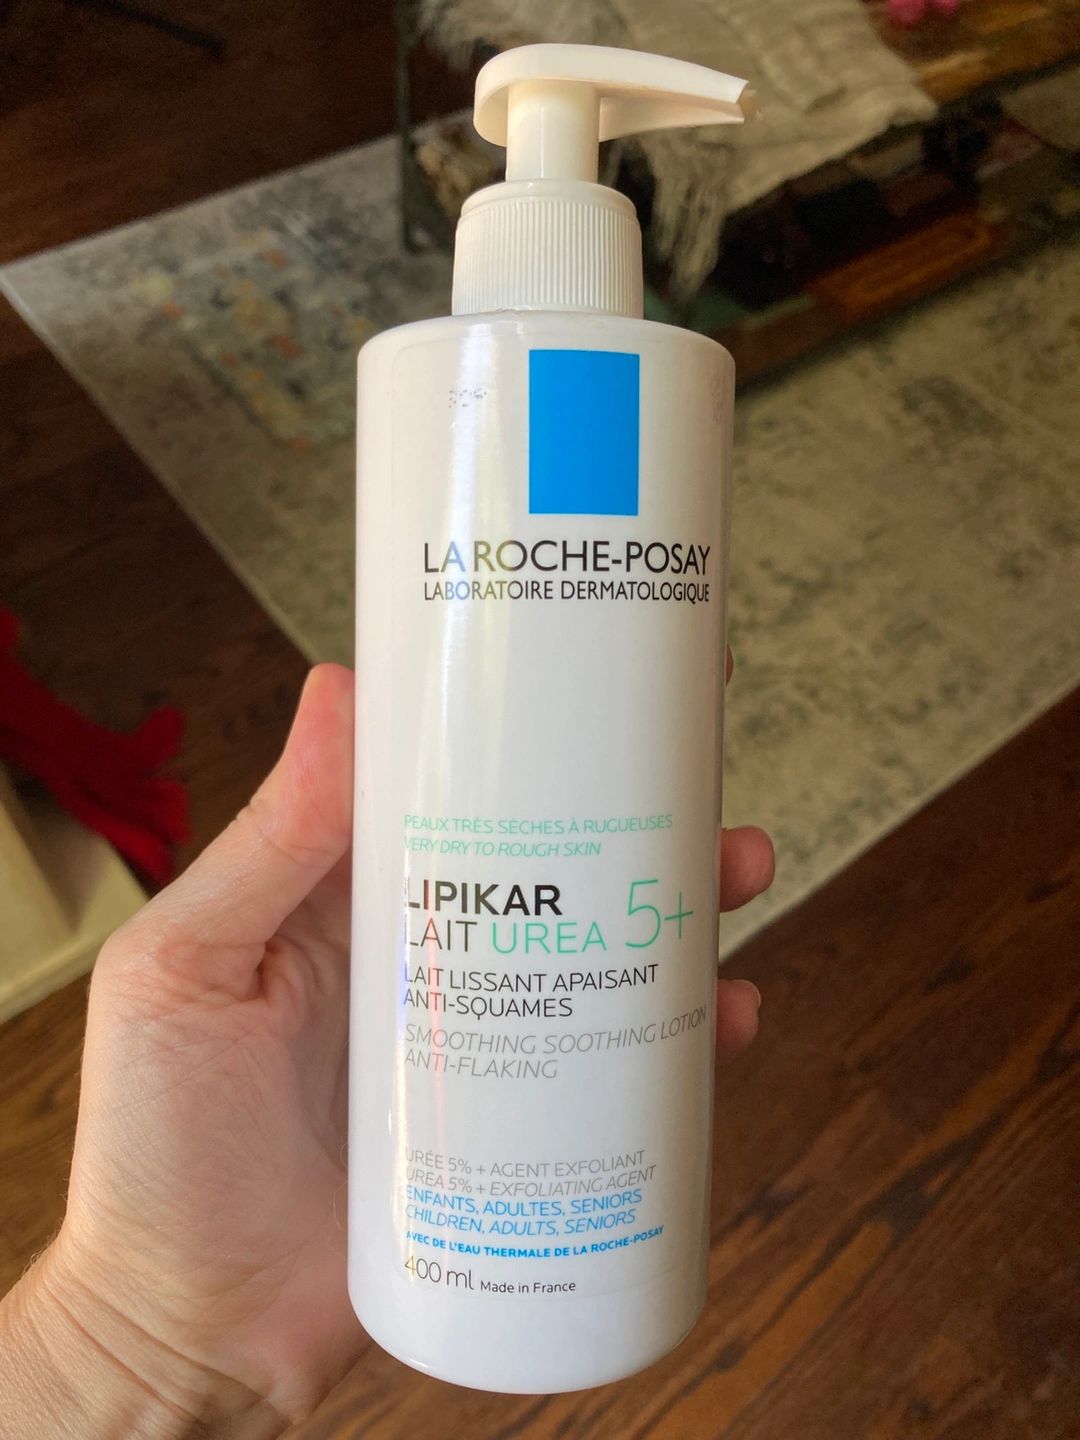 LA ROCHE-POSAY
LABORATOIRE DERMATOLOGIQUE
PEAUX TRÈS SÈCHES À RUGUEUSES
VERY DRY TO ROUGH SKIN
LIPIKAR
LAIT UREA 5+
LAIT LISSANT APAISANT
ANTI-SQUAMES
SMOOTHING SOOTHING LOTION
ANTI-FLAKING
URÉE 5% + AGENT EXFOLIANT
UREA 5% + EXFOLIATING AGENT
ENFANTS, ADULTES, SENIORS
CHILDREN, ADULTS, SENIORS
AVEC DE L'EAU THERMALE DE LA ROCHE-POSAY
400 ml Made in France